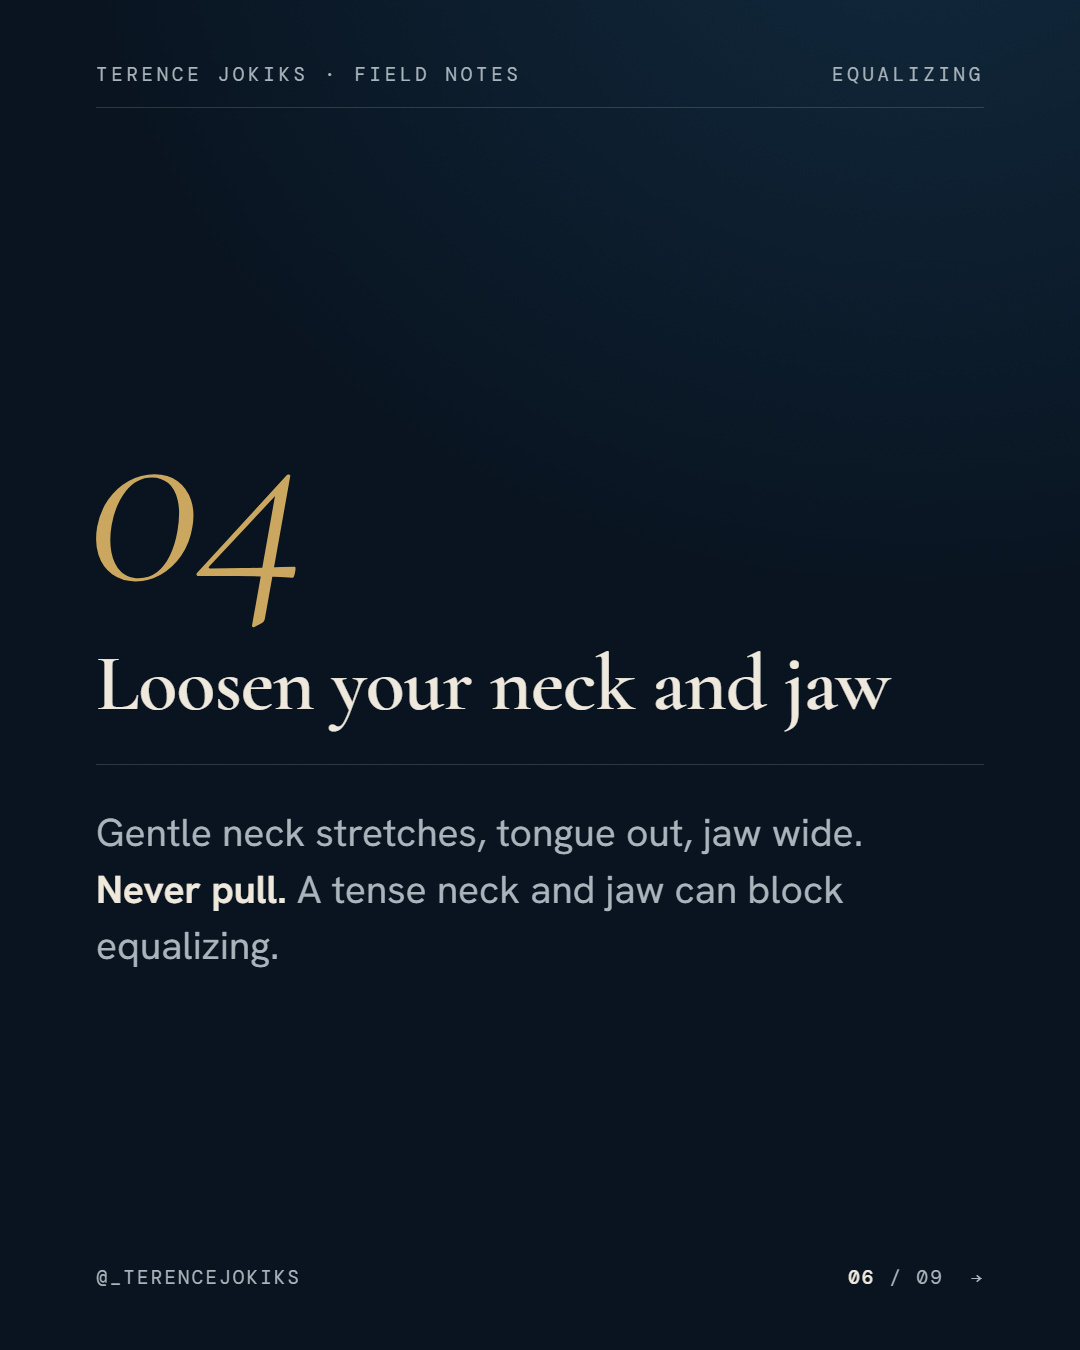 TERENCE JOKIKS · FIELD NOTES
EQUALIZING
04
Loosen your neck and jaw
Gentle neck stretches, tongue out, jaw wide.
Never pull. A tense neck and jaw can block
equalizing.
@_TERENCEJOKIKS
06 / 09 →